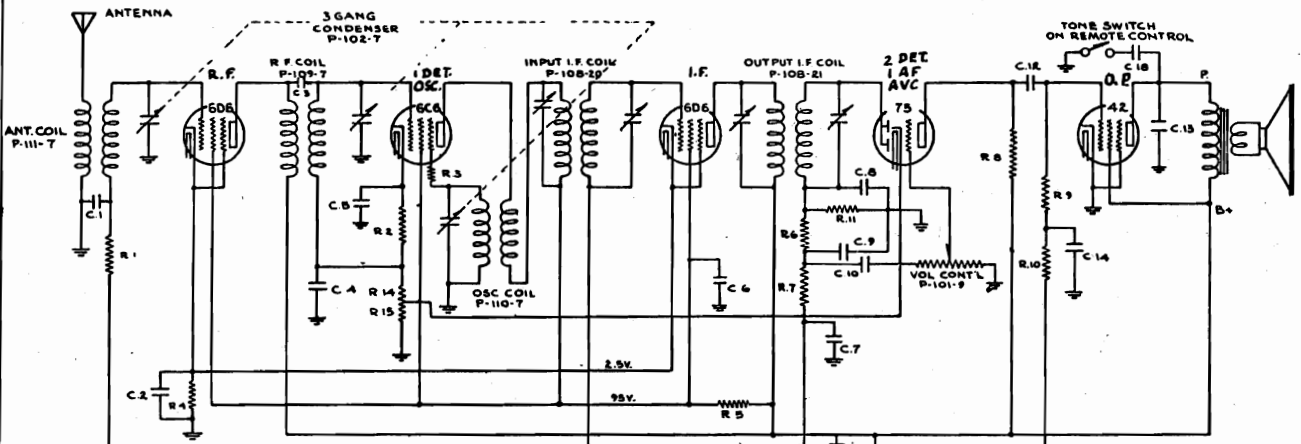 ANTENNA
3 GANG
CONDENSER
P-102-7
TONE SWITCH
ON REMOTE CONTROL
R.F.
R F. COIL
P-109-7
C 3
1 DET.
OSC.
INPUT I.F. COIL
P-108-20
I.F.
OUTPUT I.F COIL
P-108-21
2 DET.
1 AF
AVC
C.12
C 18
O.P
P.
6D6
6C6
6D6
75
42
ANT. COIL
P-111-7
C.13
R 8
R 3
C.8
R 9
C.1
C.5
R 2
R.11
B+
R 1
R6
C.9
C.10
VOL CONT'L
P-101-9
R.10
C.14
C.4
R 14
R 15
OSC COIL
P-110-7
C.6
R.7
C.7
2.5V.
C.2
R4
95V.
R 5